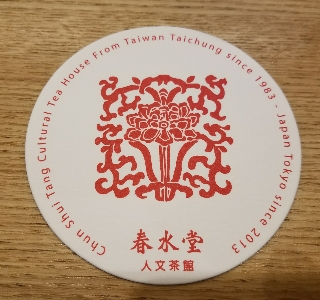 Chun Shui Tang Cultural Tea House From Taiwan Taichung since 1983 - Japan Tokyo since 2013
春水堂
人文茶館